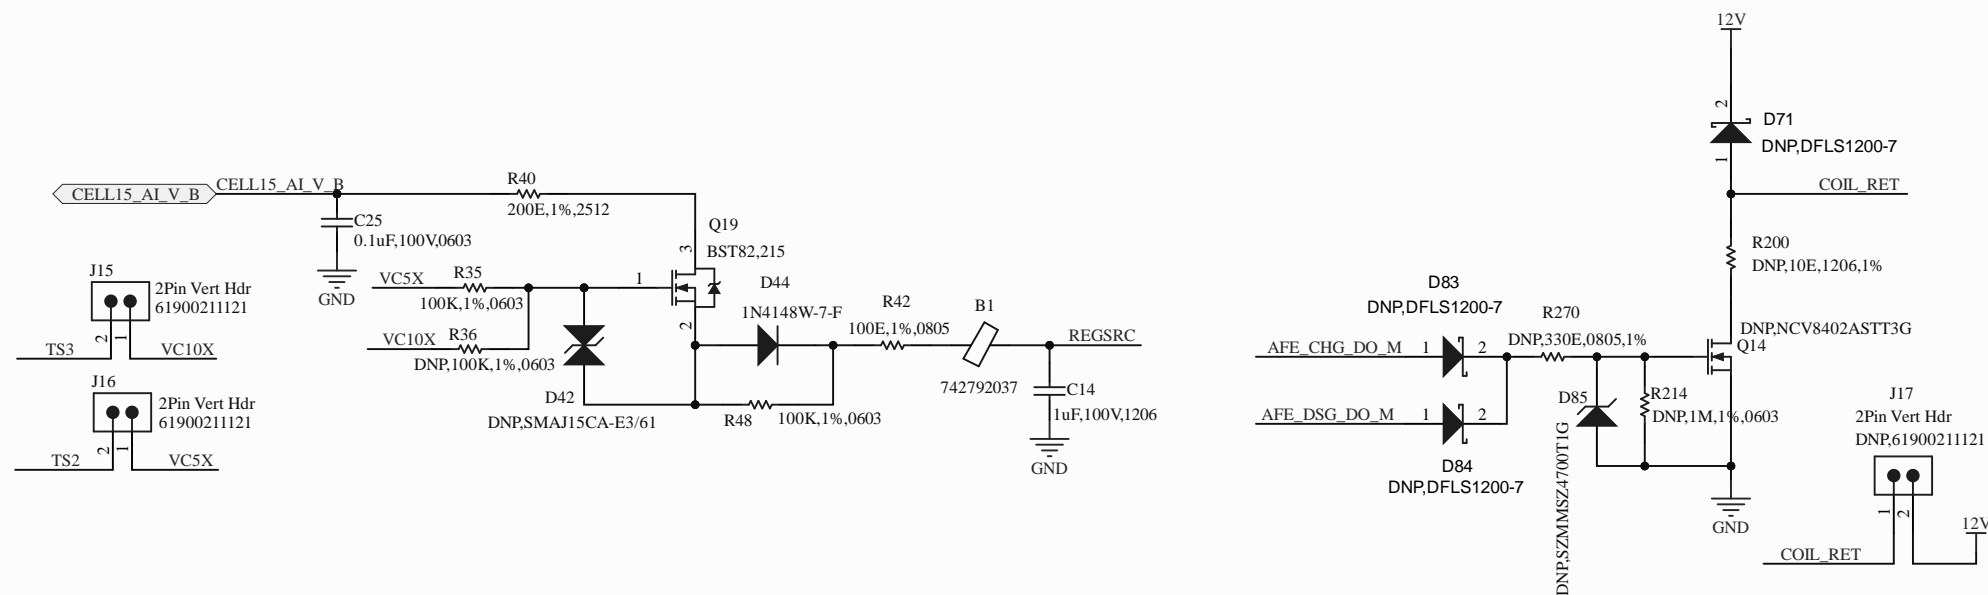 CELL15_AI_V_B
CELL15_AI_V_B
C25
0.1uF,100V,0603
GND
R40
200E,1%,2512
Q19
BST82,215
3
1
2
VC5X
R35
100K,1%,0603
VC10X
R36
DNP,100K,1%,0603
D42
DNP,SMAJ15CA-E3/61
D44
1N4148W-7-F
R48
100K,1%,0603
R42
100E,1%,0805
B1
742792037
REGSRC
C14
1uF,100V,1206
GND
J15
2Pin Vert Hdr
61900211121
2
1
TS3
VC10X
J16
2Pin Vert Hdr
61900211121
2
1
TS2
VC5X
12V
2
D71
DNP,DFLS1200-7
1
COIL_RET
R200
DNP,10E,1206,1%
DNP,NCV8402ASTT3G
Q14
D83
DNP,DFLS1200-7
AFE_CHG_DO_M
1
2
AFE_DSG_DO_M
1
2
D84
DNP,DFLS1200-7
R270
DNP,330E,0805,1%
D85
DNP,SZMMSZ4700T1G
R214
DNP,1M,1%,0603
GND
J17
2Pin Vert Hdr
DNP,61900211121
1
2
COIL_RET
12V